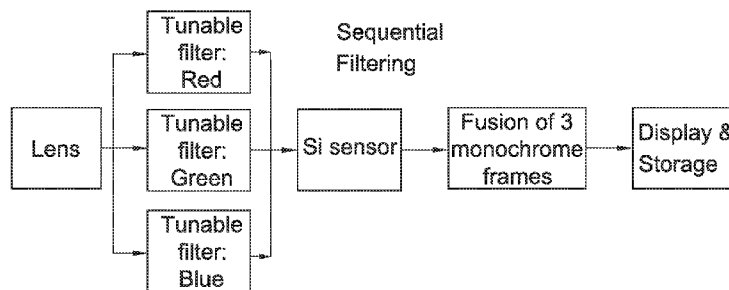 Tunable
filter:
Red
Sequential
Filtering
Lens
Tunable
filter:
Green
Si sensor
Fusion of 3
monochrome
frames
Display &
Storage
Tunable
filter:
Blue